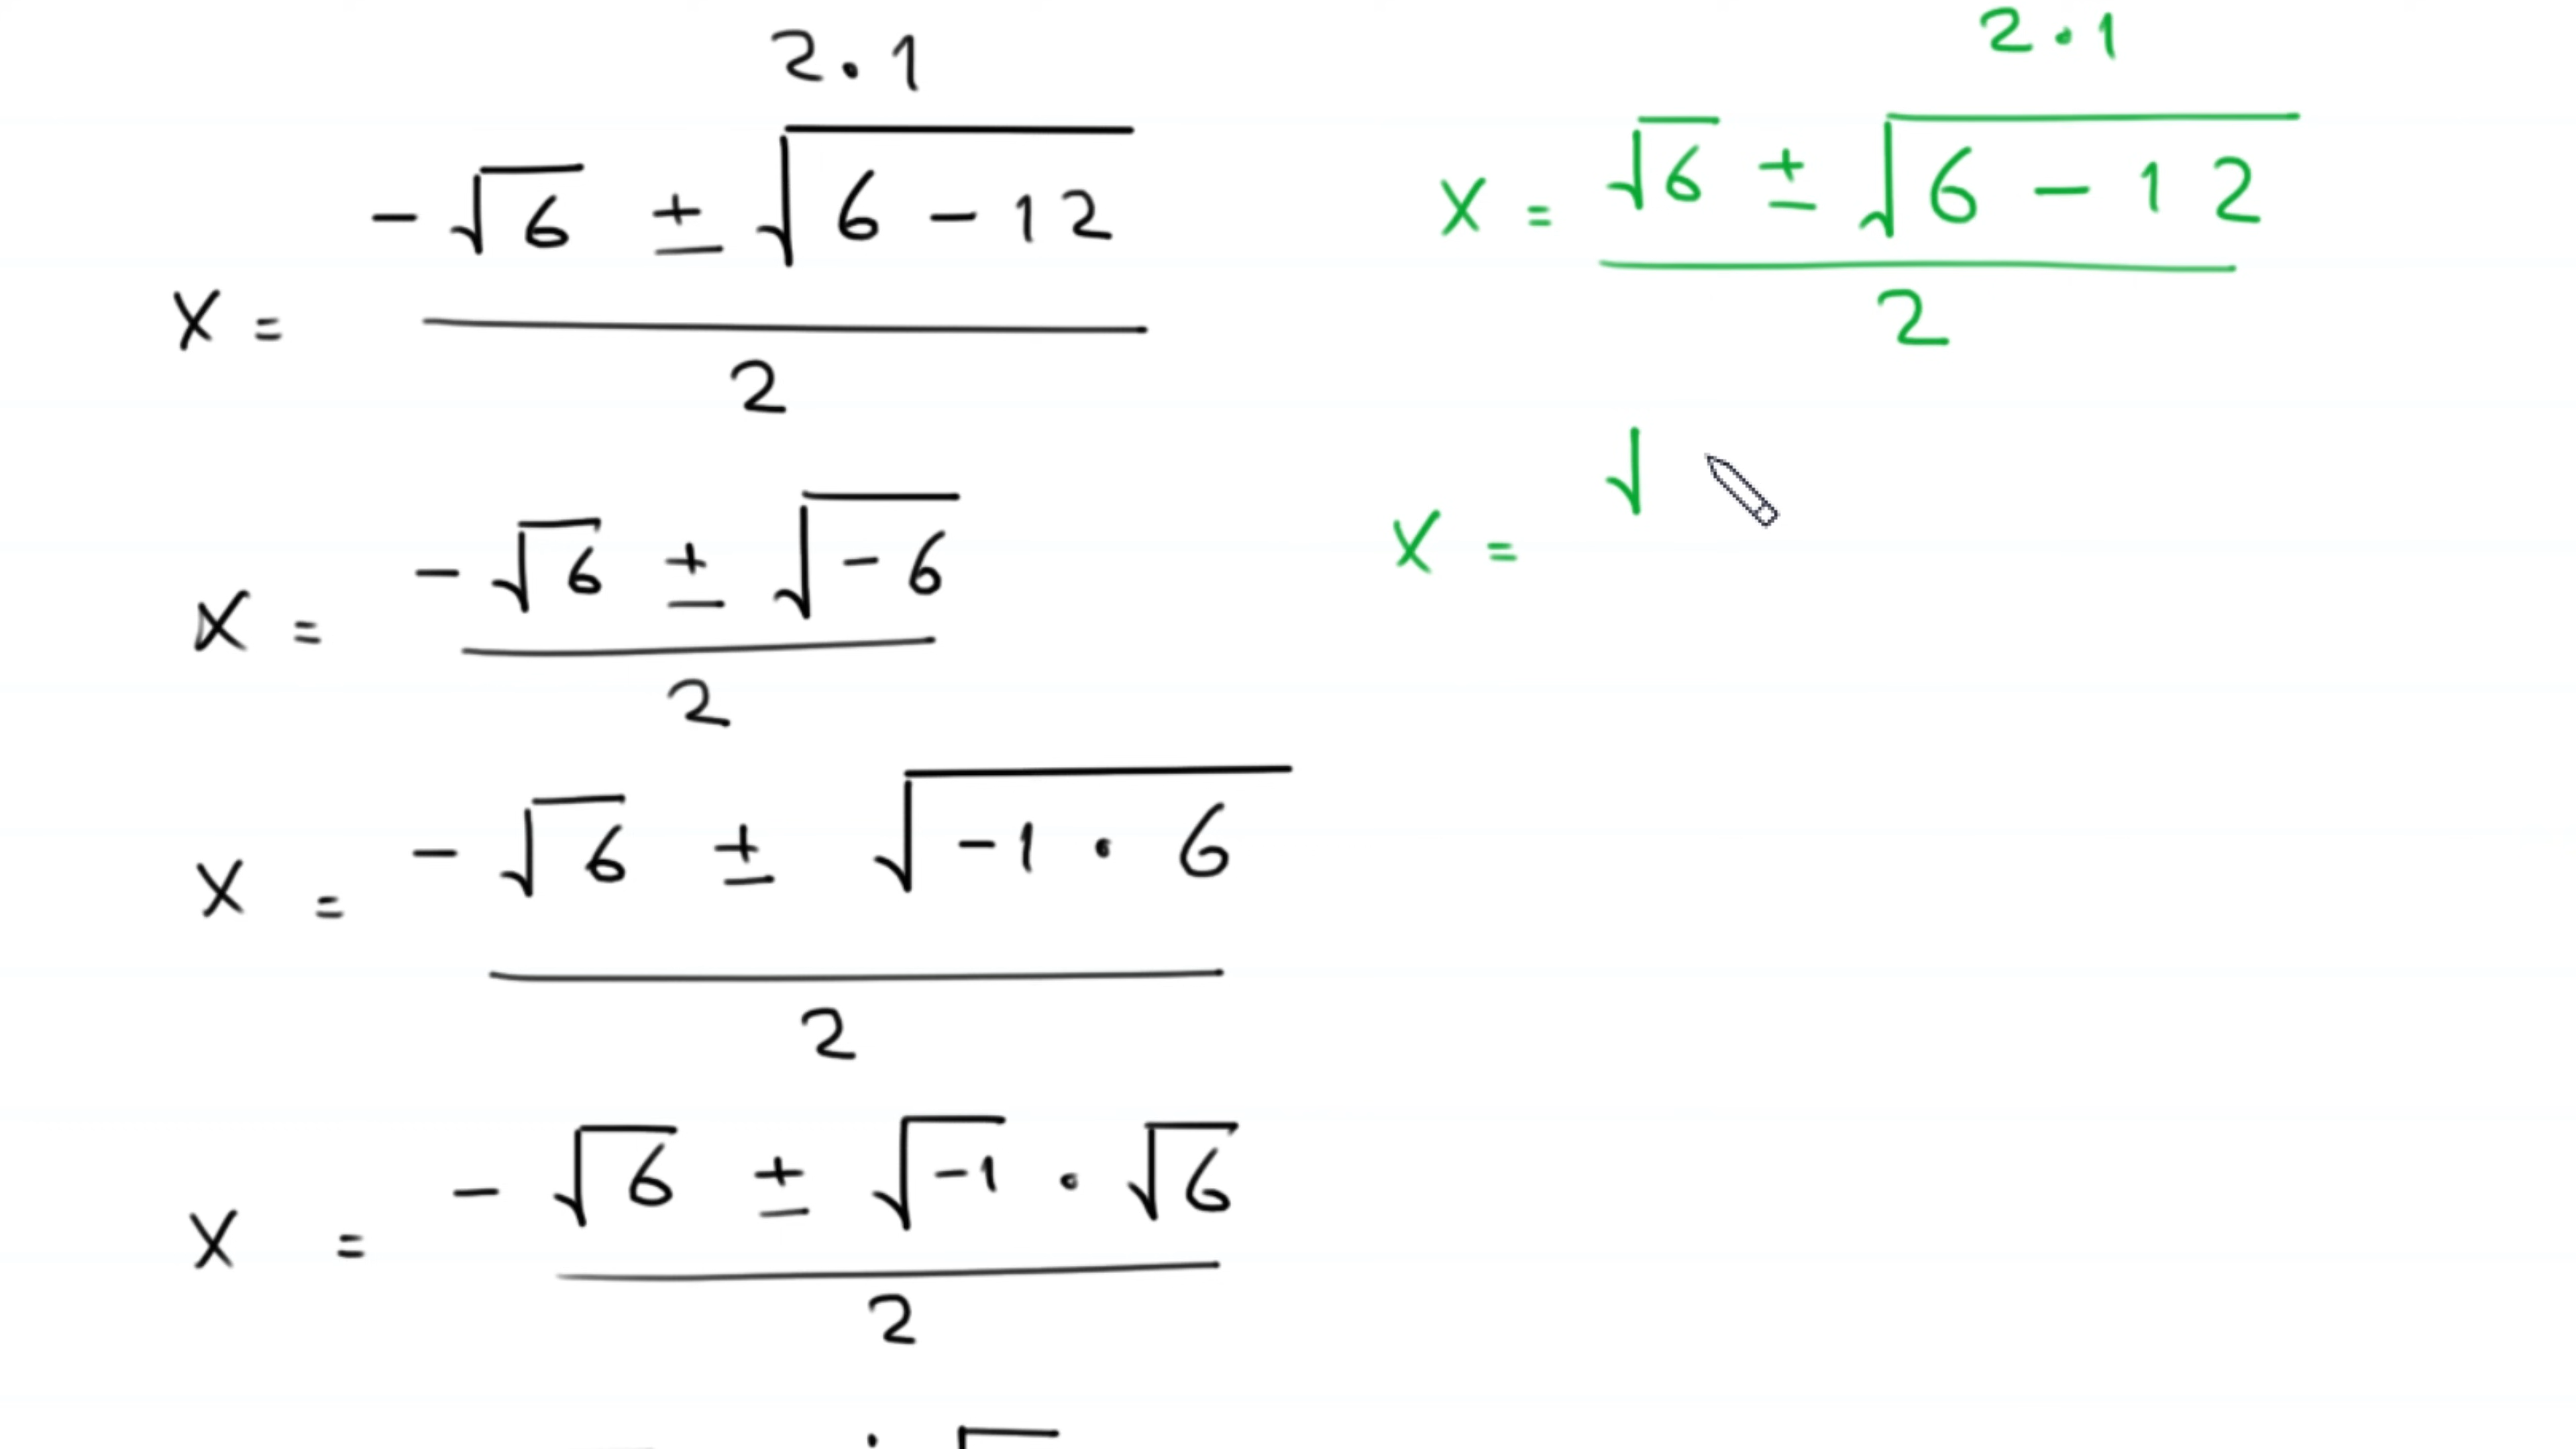 2 · 1
x = (-√6 ± √(6 - 12)) / 2
x = (-√6 ± √(-6)) / 2
x = (-√6 ± √(-1 · 6)) / 2
x = (-√6 ± √(-1) · √6) / 2
2 · 1
x = (√6 ± √(6 - 12)) / 2
x = √